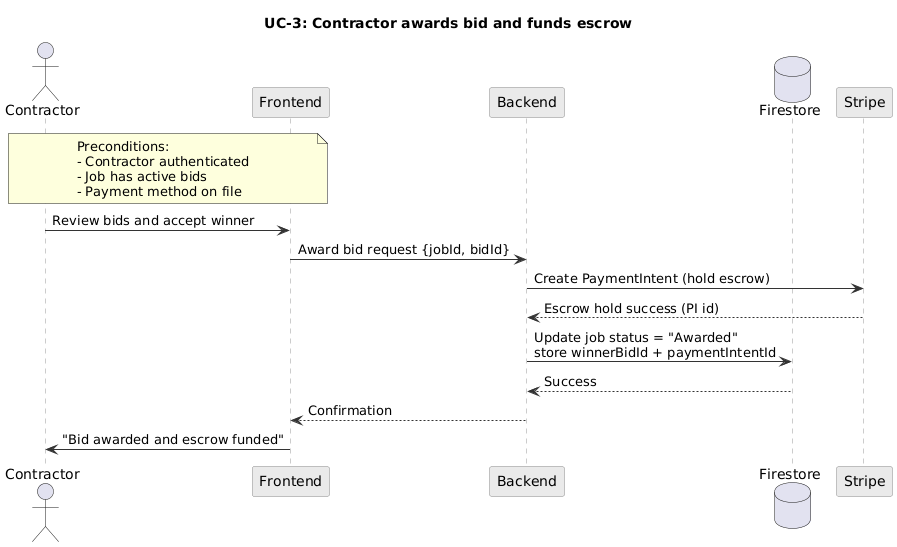 UC-3: Contractor awards bid and funds escrow
Contractor
Frontend
Backend
Firestore
Stripe
Preconditions:
- Contractor authenticated
- Job has active bids
- Payment method on file
Review bids and accept winner
Award bid request {jobId, bidId}
Create PaymentIntent (hold escrow)
Escrow hold success (PI id)
Update job status = "Awarded"
store winnerBidId + paymentIntentId
Success
Confirmation
"Bid awarded and escrow funded"
Contractor
Frontend
Backend
Firestore
Stripe